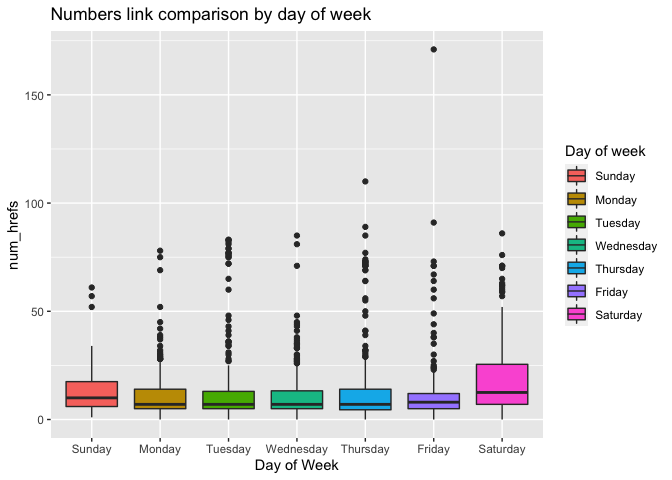 Numbers link comparison by day of week
num_hrefs
150
100
50
0
Sunday Monday Tuesday Wednesday Thursday Friday Saturday
Day of Week
Day of week
Sunday
Monday
Tuesday
Wednesday
Thursday
Friday
Saturday